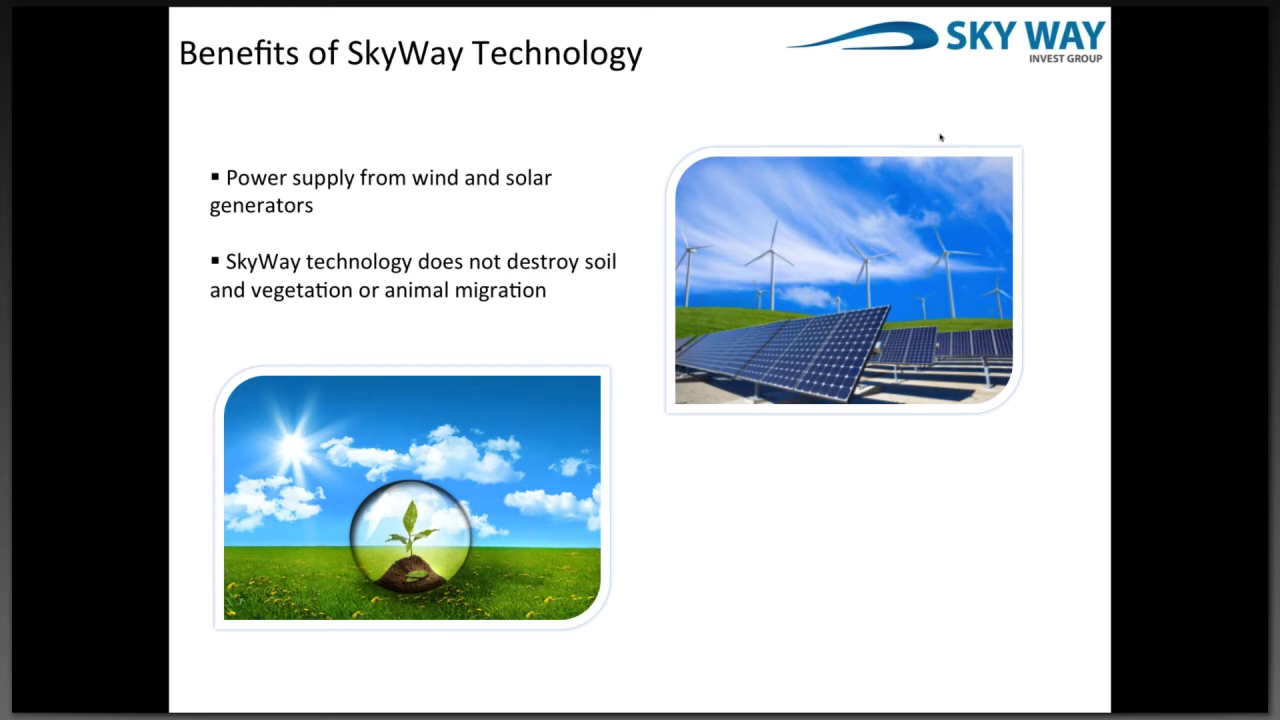 Benefits of SkyWay Technology
SKY WAY
INVEST GROUP
▪ Power supply from wind and solar
generators
▪ SkyWay technology does not destroy soil
and vegetation or animal migration